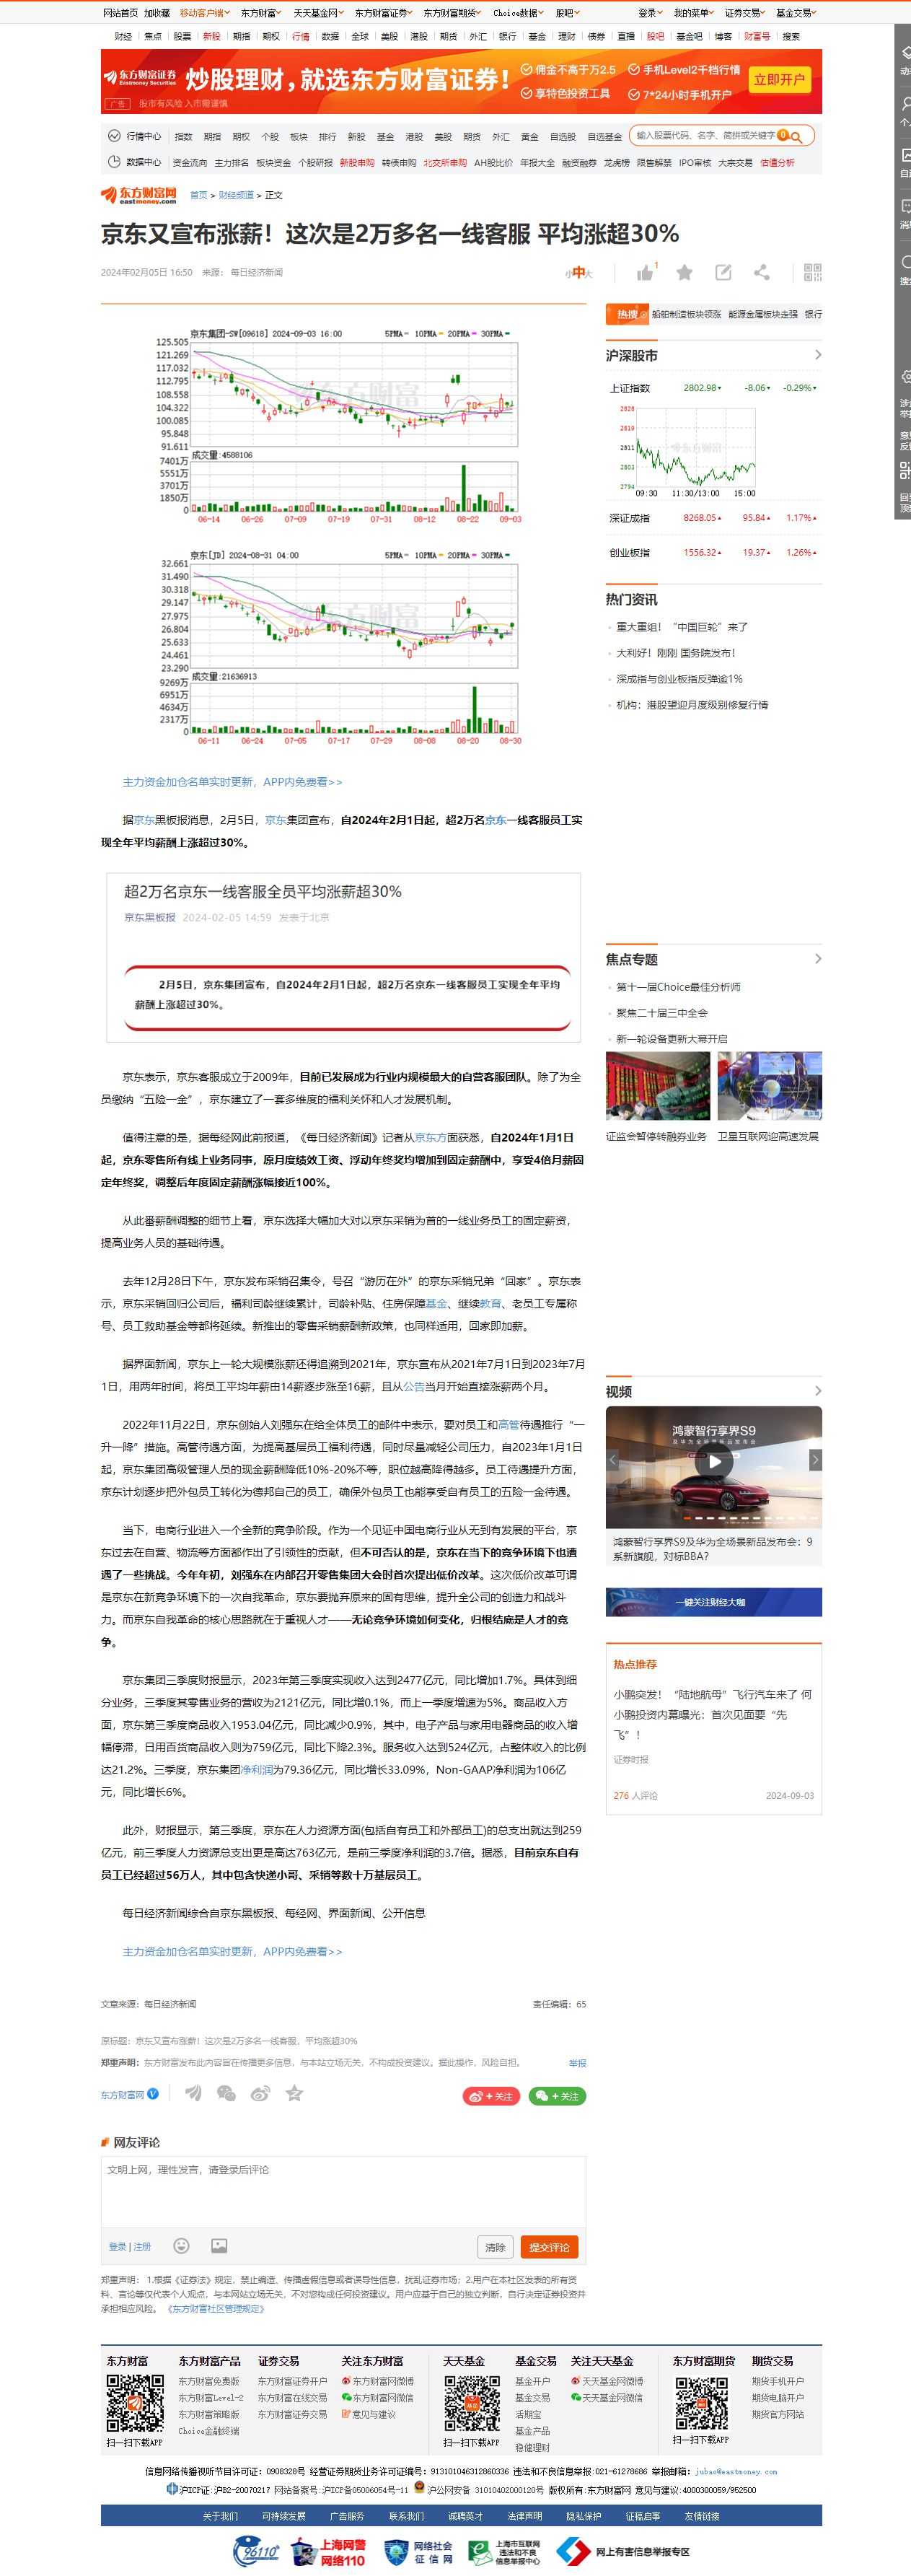 网站首页 加收藏 移动客户端 东方财富 天天基金网 东方财富证券 东方财富期货 Choice数据 股吧 登录 我的菜单 证券交易 基金交易
财经 焦点 股票 新股 期指 期权 行情 数据 全球 美股 港股 期货 外汇 银行 基金 理财 债券 直播 股吧 基金吧 博客 财富号 搜索
东方财富证券 炒股理财,就选东方财富证券! 佣金不高于万2.5 手机Level2千档行情 立即开户
Eastmoney Securities
享特色投资工具 7*24小时手机开户
广告 股市有风险 入市需谨慎
行情中心 指数 期指 期权 个股 板块 排行 新股 基金 港股 美股 期货 外汇 黄金 自选股 自选基金 输入股票代码、名字、简拼或关键字
数据中心 资金流向 主力排名 板块资金 个股研报 新股申购 转债申购 北交所申购 AH股比价 年报大全 融资融券 龙虎榜 限售解禁 IPO审核 大宗交易 估值分析
东方财富网 首页 > 财经频道 > 正文
eastmoney.com
京东又宣布涨薪！这次是2万多名一线客服 平均涨超30%
2024年02月05日 16:50 来源： 每日经济新闻
小 中 大
1
京东集团-SW[09618] 2024-09-03 16:00 5PMA 10PMA 20PMA 30PMA
125.505
121.269
117.032
112.795
108.558
104.322
100.085
95.848
91.611
东方财富
成交量:4588106
7401万
5551万
3701万
1850万
0
06-14 06-26 07-09 07-19 07-31 08-12 08-22 09-03
京东[JD] 2024-08-31 04:00 5PMA 10PMA 20PMA 30PMA
32.661
31.490
30.318
29.147
27.975
26.804
25.633
24.461
23.290
东方财富
成交量:21636913
9269万
6951万
4634万
2317万
0
06-11 06-24 07-05 07-17 07-29 08-08 08-20 08-30
主力资金加仓名单实时更新，APP内免费看>>
据京东黑板报消息，2月5日，京东集团宣布，自2024年2月1日起，超2万名京东一线客服员工实
现全年平均薪酬上涨超过30%。
超2万名京东一线客服全员平均涨薪超30%
京东黑板报 2024-02-05 14:59 发表于北京
2月5日，京东集团宣布，自2024年2月1日起，超2万名京东一线客服员工实现全年平均
薪酬上涨超过30%。
京东表示，京东客服成立于2009年，目前已发展成为行业内规模最大的自营客服团队。除了为全
员缴纳“五险一金”，京东建立了一套多维度的福利关怀和人才发展机制。
值得注意的是，据每经网此前报道，《每日经济新闻》记者从京东方面获悉，自2024年1月1日
起，京东零售所有线上业务同事，原月度绩效工资、浮动年终奖均增加到固定薪酬中，享受4倍月薪固
定年终奖，调整后年度固定薪酬涨幅接近100%。
从此番薪酬调整的细节上看，京东选择大幅加大对以京东采销为首的一线业务员工的固定薪资，
提高业务人员的基础待遇。
去年12月28日下午，京东发布采销召集令，号召“游历在外”的京东采销兄弟“回家”。京东表
示，京东采销回归公司后，福利司龄继续累计，司龄补贴、住房保障基金、继续教育、老员工专属称
号、员工救助基金等都将延续。新推出的零售采销薪酬新政策，也同样适用，回家即加薪。
据界面新闻，京东上一轮大规模涨薪还得追溯到2021年，京东宣布从2021年7月1日到2023年7月
1日，用两年时间，将员工平均年薪由14薪逐步涨至16薪，且从公告当月开始直接涨薪两个月。
2022年11月22日，京东创始人刘强东在给全体员工的邮件中表示，要对员工和高管待遇推行“一
升一降”措施。高管待遇方面，为提高基层员工福利待遇，同时尽量减轻公司压力，自2023年1月1日
起，京东集团高级管理人员的现金薪酬降低10%-20%不等，职位越高降得越多。员工待遇提升方面，
京东计划逐步把外包员工转化为德邦自己的员工，确保外包员工也能享受自有员工的五险一金待遇。
当下，电商行业进入一个全新的竞争阶段。作为一个见证中国电商行业从无到有发展的平台，京
东过去在自营、物流等方面都作出了引领性的贡献，但不可否认的是，京东在当下的竞争环境下也遭
遇了一些挑战。今年年初，刘强东在内部召开零售集团大会时首次提出低价改革。这次低价改革可谓
是京东在新竞争环境下的一次自我革命，京东要抛弃原来的固有思维，提升全公司的创造力和战斗
力。而京东自我革命的核心思路就在于重视人才——无论竞争环境如何变化，归根结底是人才的竞
争。
京东集团三季度财报显示，2023年第三季度实现收入达到2477亿元，同比增加1.7%。具体到细
分业务，三季度其零售业务的营收为2121亿元，同比增0.1%，而上一季度增速为5%。商品收入方
面，京东第三季度商品收入1953.04亿元，同比减少0.9%，其中，电子产品与家用电器商品的收入增
幅停滞，日用百货商品收入则为759亿元，同比下降2.3%。服务收入达到524亿元，占整体收入的比例
达21.2%。三季度，京东集团净利润为79.36亿元，同比增长33.09%，Non-GAAP净利润为106亿
元，同比增长6%。
此外，财报显示，第三季度，京东在人力资源方面(包括自有员工和外部员工)的总支出就达到259
亿元，前三季度人力资源总支出更是高达763亿元，是前三季度净利润的3.7倍。据悉，目前京东自有
员工已经超过56万人，其中包含快递小哥、采销等数十万基层员工。
每日经济新闻综合自京东黑板报、每经网、界面新闻、公开信息
主力资金加仓名单实时更新，APP内免费看>>
文章来源：每日经济新闻 责任编辑：65
原标题：京东又宣布涨薪！这次是2万多名一线客服，平均涨超30%
郑重声明：东方财富发布此内容旨在传播更多信息，与本站立场无关，不构成投资建议。据此操作，风险自担。 举报
东方财富网 +关注 +关注
网友评论
文明上网，理性发言，请登录后评论
登录 | 注册 清除 提交评论
郑重声明： 1.根据《证券法》规定，禁止编造、传播虚假信息或者误导性信息，扰乱证券市场；2.用户在本社区发表的所有资
料、言论等仅代表个人观点，与本网站立场无关，不对您构成任何投资建议。用户应基于自己的独立判断，自行决定证券投资并
承担相应风险。 《东方财富社区管理规定》
热搜 船舶制造板块领涨 能源金属板块走强 银行
沪深股市
上证指数 2802.98 -8.06 -0.29%
2828
2819
2811
2803
2794
东方财富
09:30 11:30/13:00 15:00
深证成指 8268.05 95.84 1.17%
创业板指 1556.32 19.37 1.26%
热门资讯
重大重组！“中国巨轮”来了
大利好！刚刚 国务院发布！
深成指与创业板指反弹逾1%
机构：港股望迎月度级别修复行情
焦点专题
第十一届Choice最佳分析师
聚焦二十届三中全会
新一轮设备更新大幕开启
证监会暂停转融券业务 卫星互联网迎高速发展
视频
鸿蒙智行享界S9
鸿蒙智行享界S9及华为全场景新品发布会：9
系新旗舰，对标BBA?
一键关注财经大咖
热点推荐
小鹏突发！“陆地航母”飞行汽车来了 何
小鹏投资内幕曝光：首次见面要“先
飞”！
证券时报
276 人评论 2024-09-03
东方财富 东方财富产品 证券交易 关注东方财富 天天基金 基金交易 关注天天基金 东方财富期货 期货交易
东方财富免费版 东方财富证券开户 东方财富网微博 基金开户 天天基金网微博 期货手机开户
东方财富Level-2 东方财富在线交易 东方财富网微信 基金交易 天天基金网微信 期货电脑开户
东方财富策略版 东方财富证券交易 意见与建议 活期宝 期货官方网站
Choice金融终端 基金产品
扫一扫下载APP 扫一扫下载APP 稳健理财 扫一扫下载APP
信息网络传播视听节目许可证：0908328号 经营证券期货业务许可证编号：913101046312860336 违法和不良信息举报:021-61278686 举报邮箱：jubao@eastmoney.com
沪ICP证:沪B2-20070217 网站备案号:沪ICP备05006054号-11 沪公网安备 31010402000120号 版权所有:东方财富网 意见与建议:4000300059/952500
关于我们 可持续发展 广告服务 联系我们 诚聘英才 法律声明 隐私保护 征稿启事 友情链接
96110 上海网警 网络110 网络社会 征信网 上海市互联网 违法和不良 信息举报中心 网上有害信息举报专区